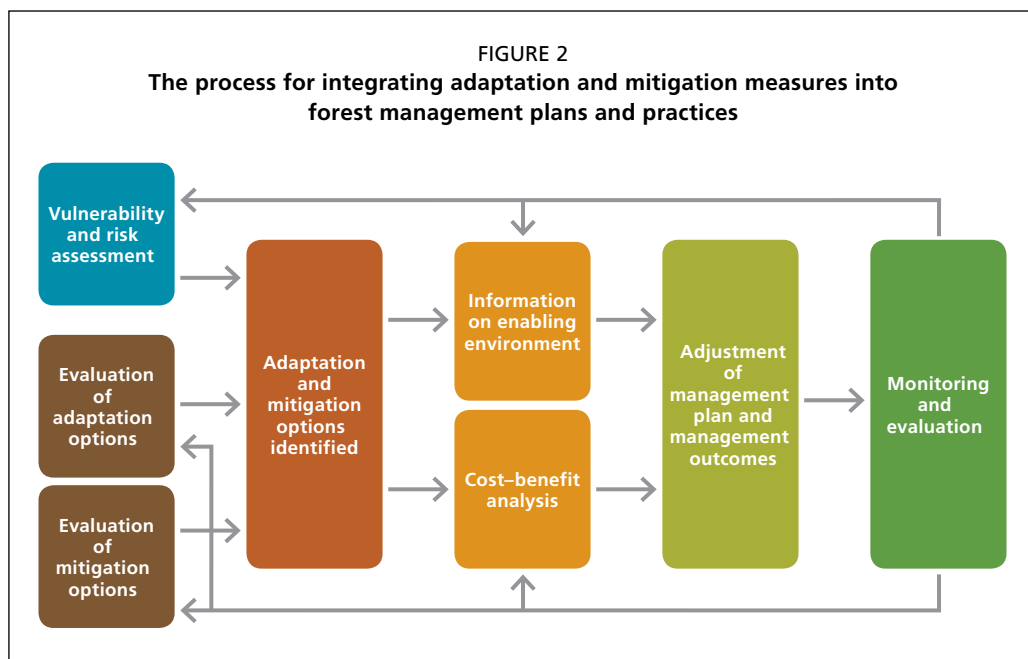 FIGURE 2
The process for integrating adaptation and mitigation measures into
forest management plans and practices
Vulnerability
and risk
assessment
Evaluation
of
adaptation
options
Evaluation
of
mitigation
options
Adaptation
and
mitigation
options
identified
Information
on enabling
environment
Cost–benefit
analysis
Adjustment
of
management
plan and
management
outcomes
Monitoring
and
evaluation